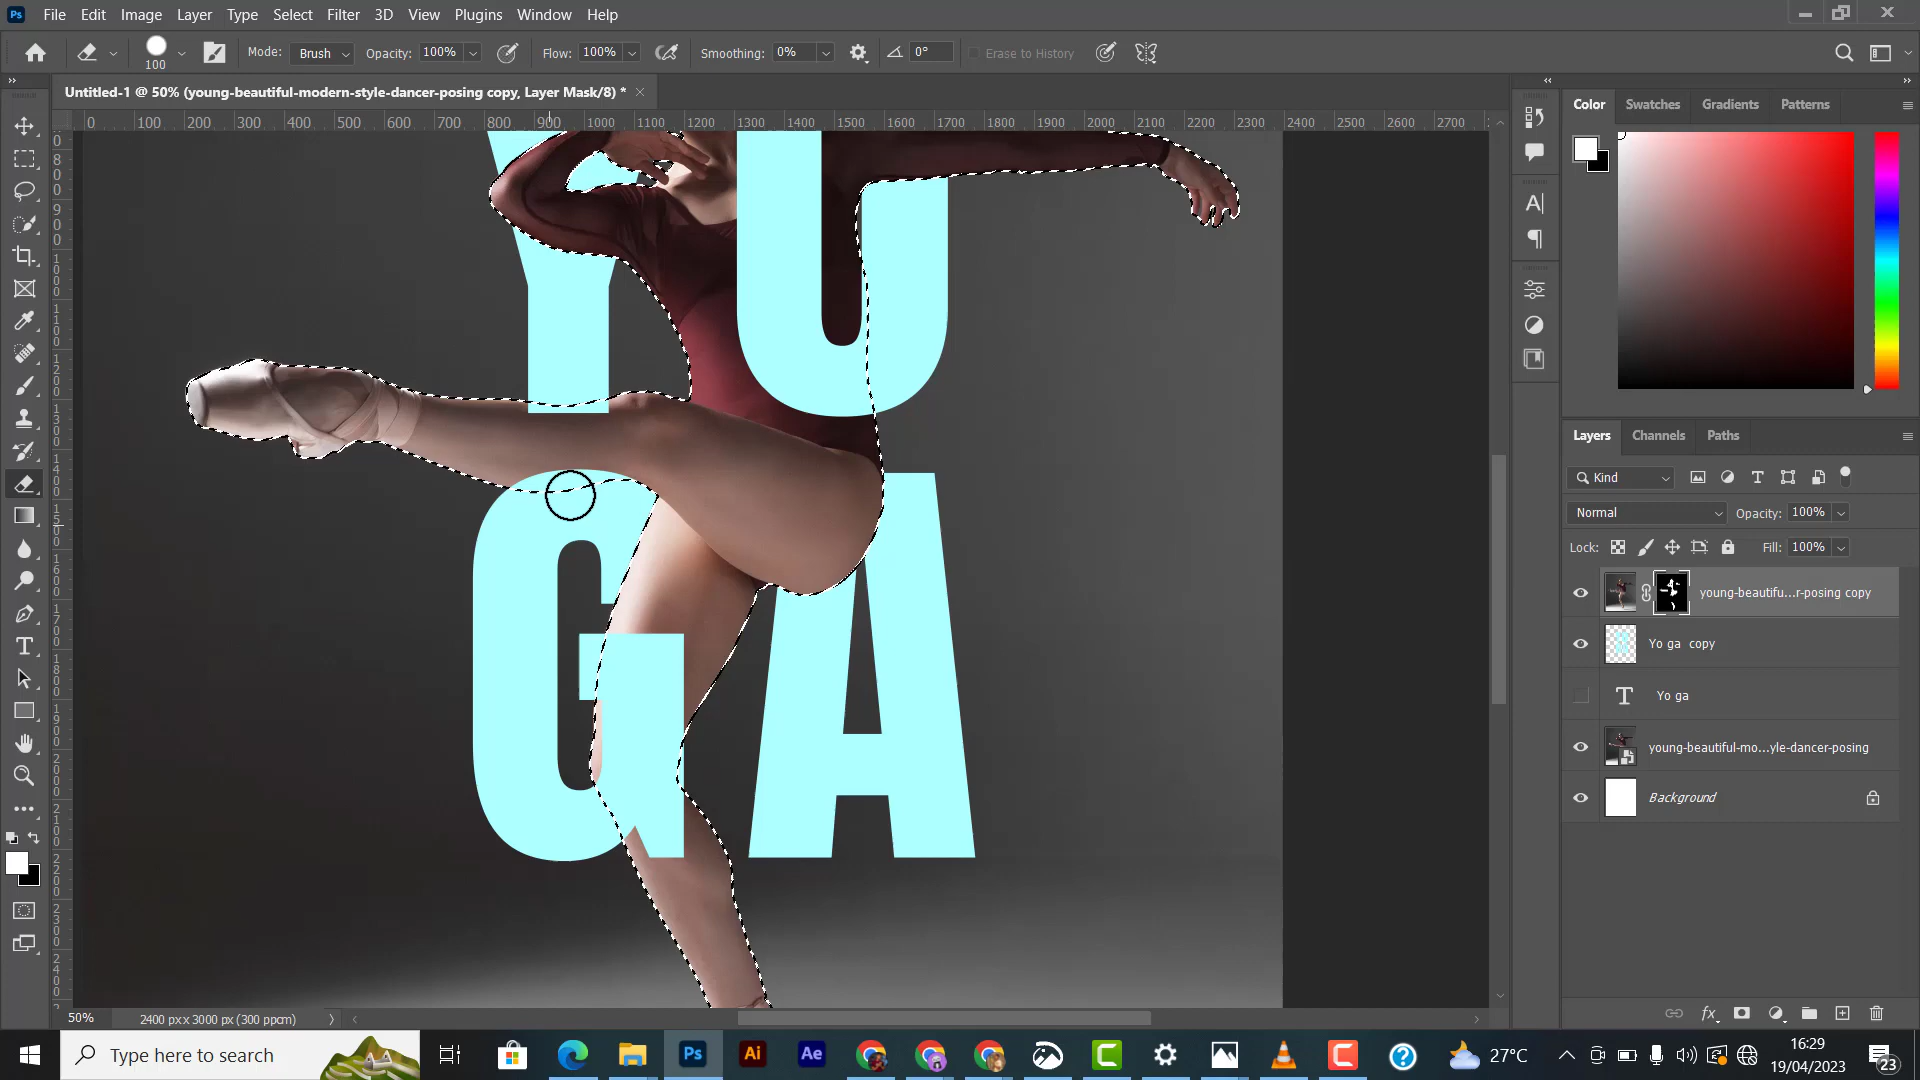 Ps File Edit Image Layer Type Select Filter 3D View Plugins Window Help
100 Mode: Brush Opacity: 100% Flow: 100% Smoothing: 0% 0° Erase to History
Untitled-1 @ 50% (young-beautiful-modern-style-dancer-posing copy, Layer Mask/8) *
0 100 200 300 400 500 600 700 800 900 1000 1100 1200 1300 1400 1500 1600 1700 1800 1900 2000 2100 2200 2300 2400 2500 2600 2700
Color Swatches Gradients Patterns
YO
GA
Layers Channels Paths
Kind
Normal Opacity: 100%
Lock: Fill: 100%
young-beautifu...r-posing copy
Yo ga copy
T Yo ga
young-beautiful-mo...yle-dancer-posing
Background
fx
50% 2400 px x 3000 px (300 ppcm)
Type here to search
Ps Ai Ae
27°C
16:29
19/04/2023
23